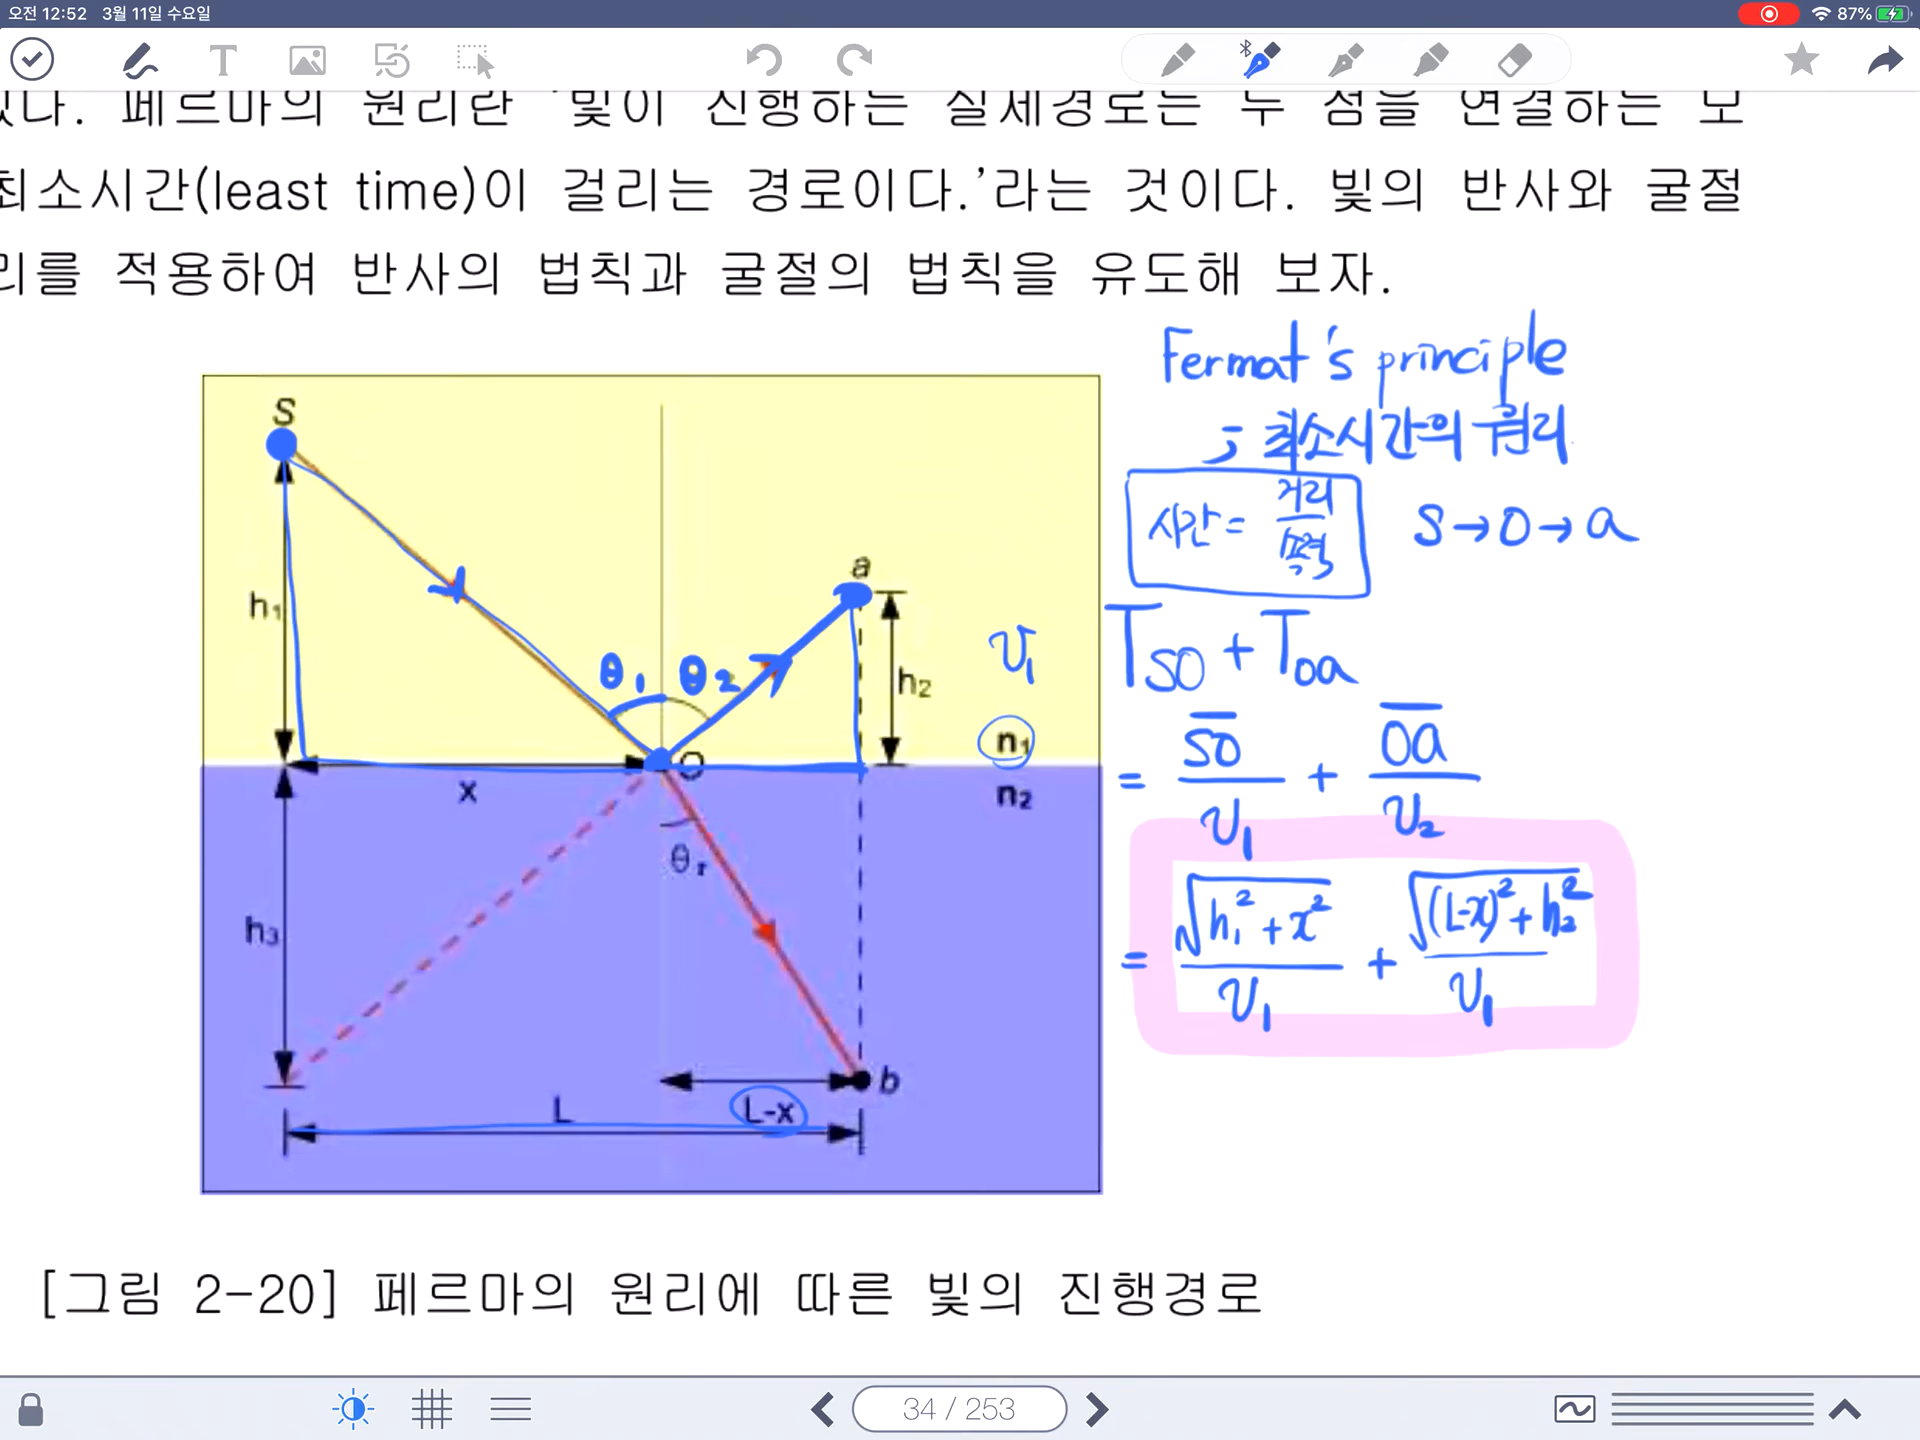 오전 12:52 3월 11일 수요일
87%
T
있나. 페르마의 원리란 '빛이 진행하는 실제경로는 두 점을 연결하는 모
최소시간(least time)이 걸리는 경로이다.'라는 것이다. 빛의 반사와 굴절
리를 적용하여 반사의 법칙과 굴절의 법칙을 유도해 보자.
Fermat's principle
; 최소시간의 원리
시간 = 거리/속력 S→O→a
S
a
h₁
θ₁ θ₂
h₂
v₁
T_SO + T_Oa
O
n₁
x
n₂
= SO/v₁ + Oa/v₂
θr
h₃
= √(h₁²+x²)/v₁ + √((L-x)²+h₂²)/v₁
b
L
L-x
[그림 2-20] 페르마의 원리에 따른 빛의 진행경로
34 / 253